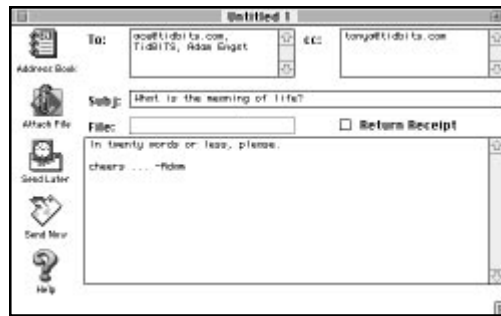 Untitled 1
To:
ace@tidbits.com,
TidBITS, Adam Engst
cc:
tonya@tidbits.com
Address Book
Subj:
What is the meaning of life?
Attach File
File:
Return Receipt
In twenty words or less, please.
cheers ... -Adam
Send Later
Send Now
Help